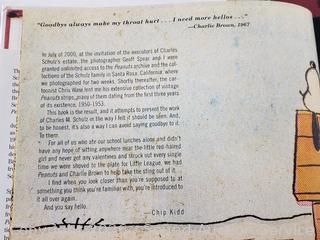 "Goodbyes always make my throat hurt . . . I need more hellos . . ."
—Charlie Brown, 1967
In July of 2000, at the invitation of the executors of Charles
Schulz's estate, the photographer Geoff Spear and I were
granted unlimited access to the Peanuts archive and the col-
lections of the Schulz family in Santa Rosa, California, where
we photographed for two weeks. Shortly thereafter, the car-
toonist Chris Ware lent me his extensive collection of vintage
Peanuts strips, many of them dating from the first three years
of its existence, 1950-1953.
This book is the result, and it attempts to present the work
of Charles M. Schulz in the way I felt it should be seen. And,
to be honest, it's also a way I can avoid saying goodbye to it.
To them.
For all of us who ate our school lunches alone and didn't
have any hope of sitting anywhere near the little red-haired
girl and never got any valentines and struck out every single
time we were shoved to the plate for Little League, we had
Peanuts and Charlie Brown to help take the sting out of it.
I find when you look closer than you're supposed to at
something you think you're familiar with, you're introduced to
it all over again.
And you say hello.
—Chip Kidd